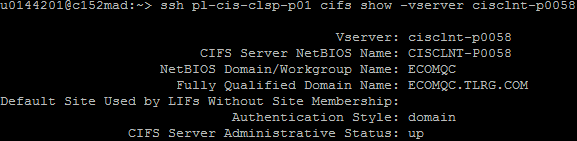 u0144201@c152mad:~> ssh pl-cis-clsp-p01 cifs show -vserver cisclnt-p0058
Vserver: cisclnt-p0058
CIFS Server NetBIOS Name: CISCLNT-P0058
NetBIOS Domain/Workgroup Name: ECOMQC
Fully Qualified Domain Name: ECOMQC.TLRG.COM
Default Site Used by LIFs Without Site Membership:
Authentication Style: domain
CIFS Server Administrative Status: up